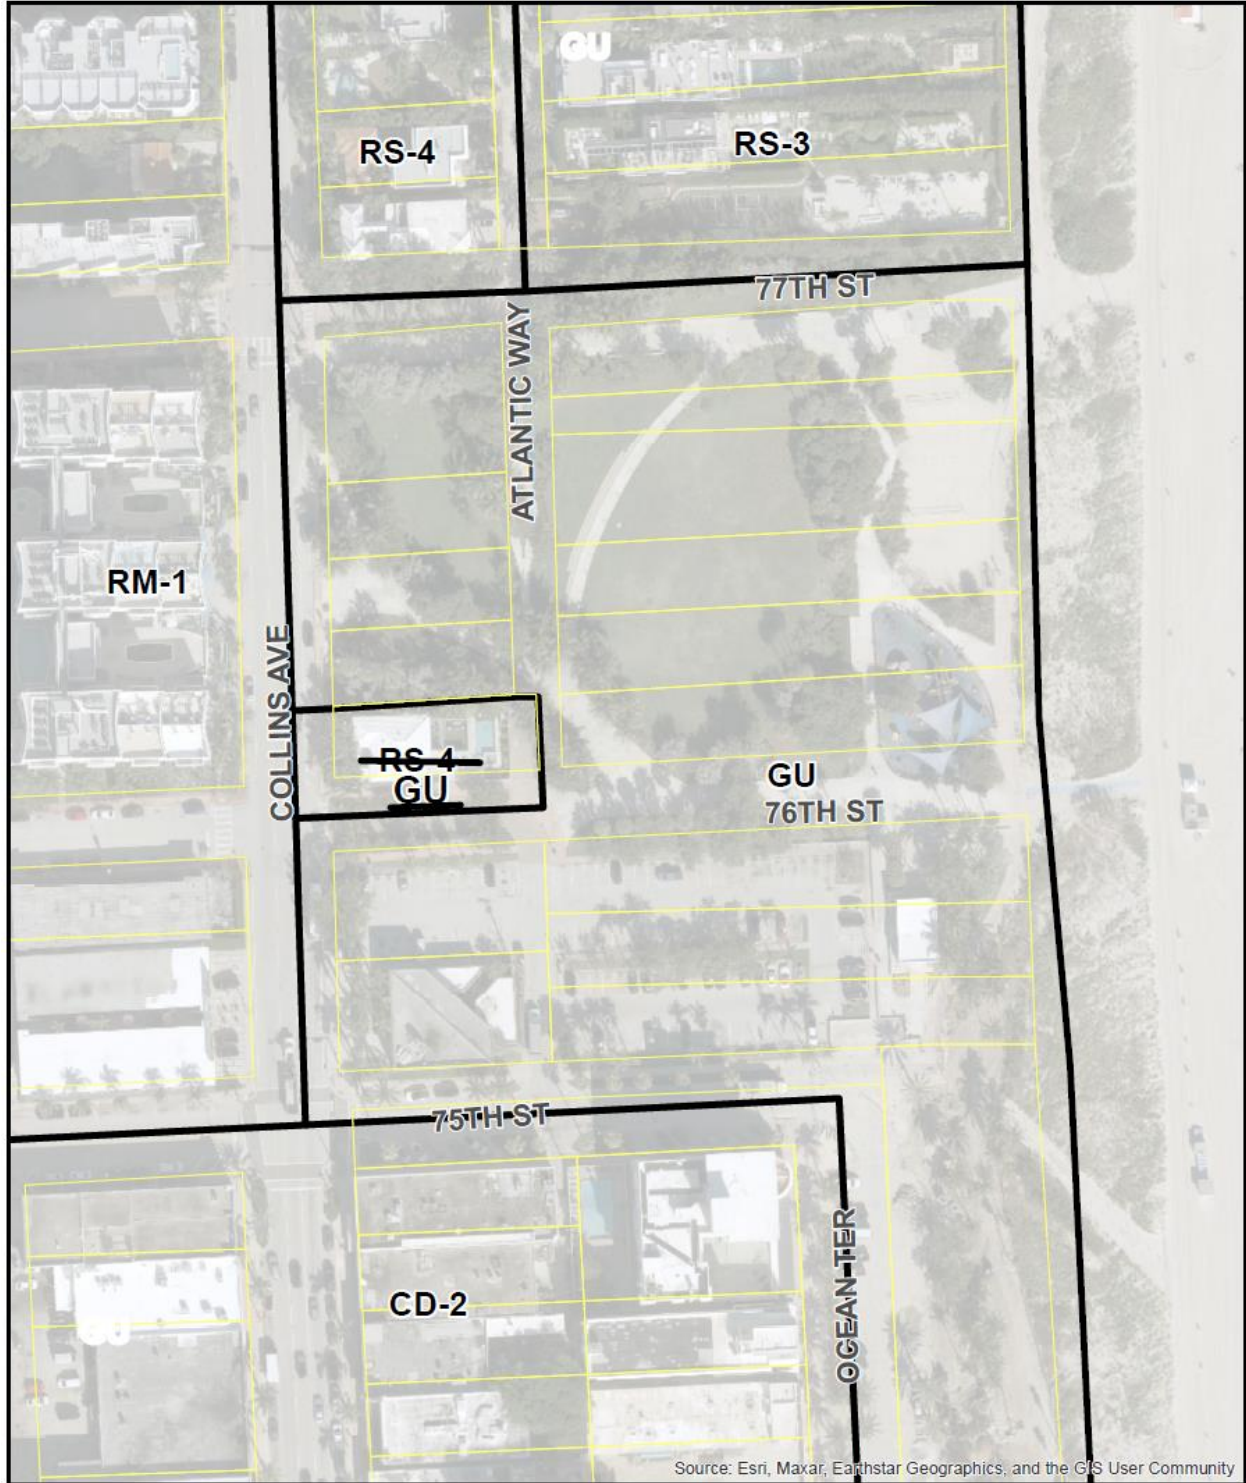 GU
RS-4
RS-3
77TH ST
ATLANTIC WAY
RM-1
COLLINS AVE
RS-4
GU
GU
76TH ST
75TH ST
OCEAN TER
CD-2
GU
Source: Esri, Maxar, Earthstar Geographics, and the GIS User Community